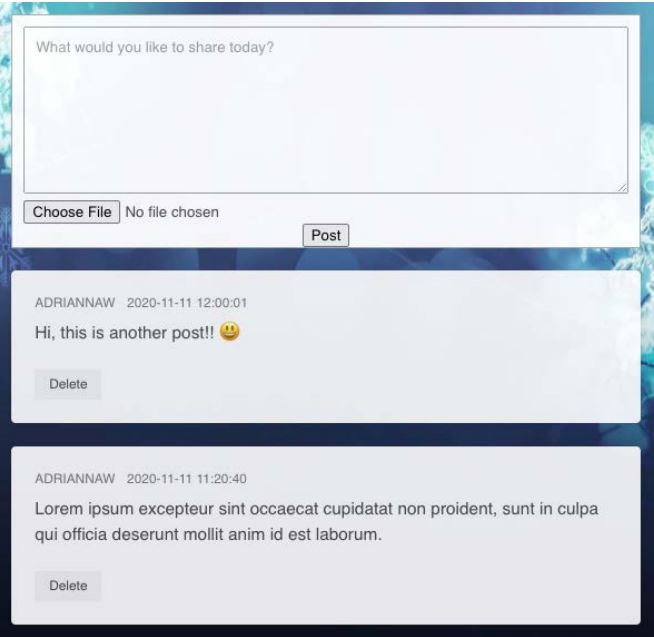 What would you like to share today?
Choose File No file chosen
Post
ADRIANNAW 2020-11-11 12:00:01
Hi, this is another post!! 😃
Delete
ADRIANNAW 2020-11-11 11:20:40
Lorem ipsum excepteur sint occaecat cupidatat non proident, sunt in culpa
qui officia deserunt mollit anim id est laborum.
Delete